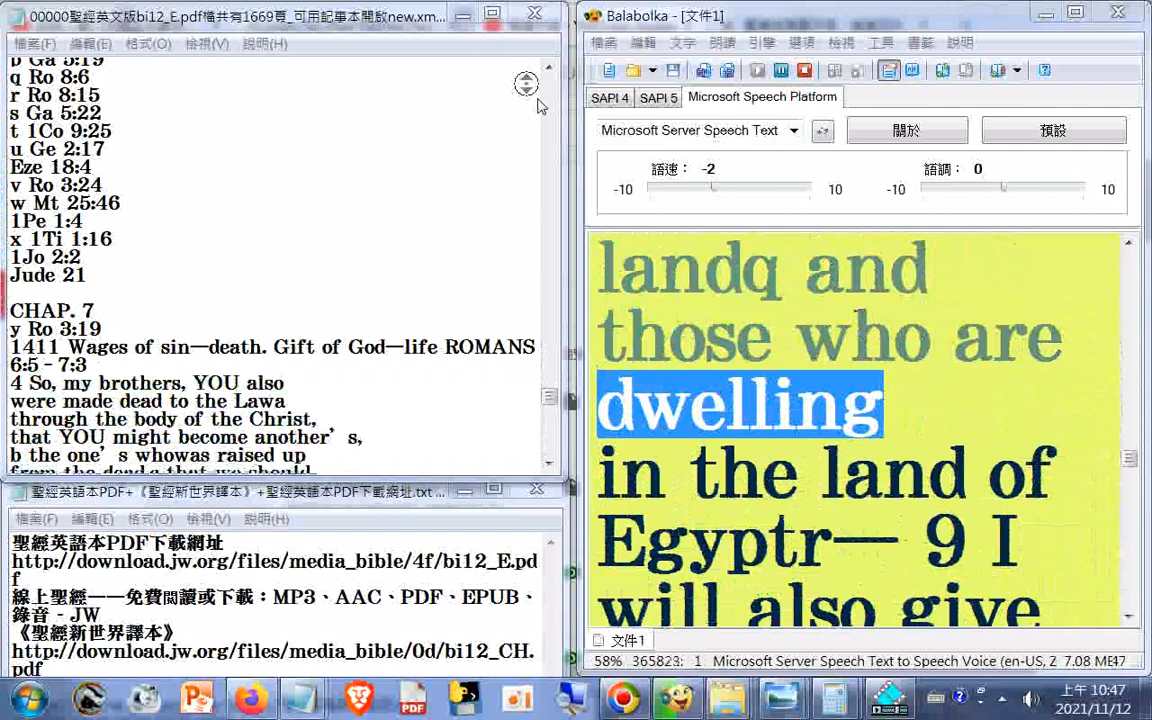 00000聖經英文版bi12_E.pdf檔共有1669頁_可用記事本開啟new.xm...
檔案(F) 編輯(E) 格式(O) 檢視(V) 說明(H)
p Ga 5:19
q Ro 8:6
r Ro 8:15
s Ga 5:22
t 1Co 9:25
u Ge 2:17
Eze 18:4
v Ro 3:24
w Mt 25:46
1Pe 1:4
x 1Ti 1:16
1Jo 2:2
Jude 21
CHAP. 7
y Ro 3:19
1411 Wages of sin—death. Gift of God—life ROMANS
6:5 – 7:3
4 So, my brothers, YOU also
were made dead to the Lawa
through the body of the Christ,
that YOU might become another’s,
b the one’s whowas raised up
from the dead,c that we should
聖經英語本PDF+《聖經新世界譯本》+聖經英語本PDF下載網址.txt ...
檔案(F) 編輯(E) 格式(O) 檢視(V) 說明(H)
聖經英語本PDF下載網址
http://download.jw.org/files/media_bible/4f/bi12_E.pd
f
線上聖經——免費閱讀或下載：MP3、AAC、PDF、EPUB、
錄音 - JW
《聖經新世界譯本》
http://download.jw.org/files/media_bible/0d/bi12_CH.
pdf
Balabolka - [文件1]
檔案 編輯 文字 朗讀 引擎 選項 檢視 工具 書籤 說明
SAPI 4 SAPI 5 Microsoft Speech Platform
Microsoft Server Speech Text 關於 預設
語速： -2 語調： 0
-10 10 -10 10
landq and
those who are
dwelling
in the land of
Egyptr— 9 I
will also give
文件1
58% 365823: 1 Microsoft Server Speech Text to Speech Voice (en-US, Z 7.08 ME47
PDF
上午 10:47
2021/11/12